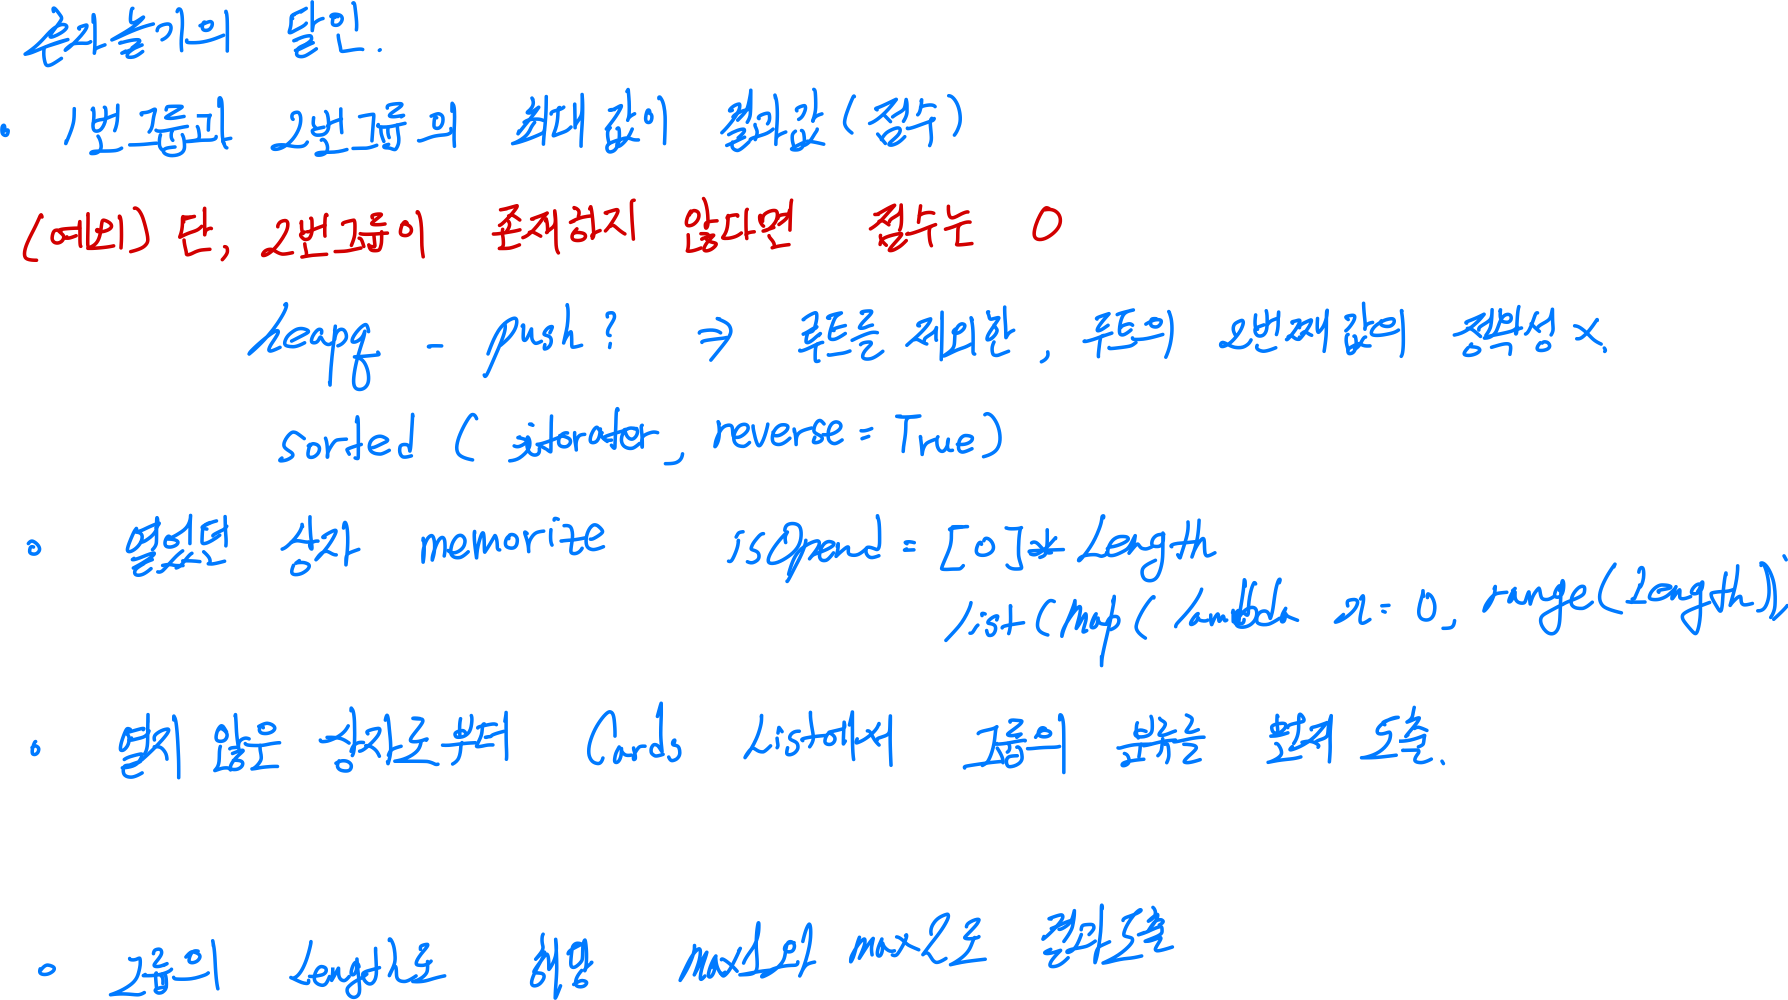 혼자놀기의 달인.
• 1번그룹과 2번그룹의 최대값이 결과값(점수)
(예외) 단, 2번그룹이 존재하지 않다면 점수는 0
heapq - push? ⇒ 루트를 제외한, 루트의 2번째값의 정확성 x.
sorted ( iterater, reverse = True)
• 열었던 상자 memorize isOpend = [0]* Length
list(map( lambda x: 0, range(Length)))
• 열지 않은 상자로부터 Cards List에서 그룹의 분류를 먼저 도출.
• 그룹의 Length로 해당 max1와 max2로 결과도출